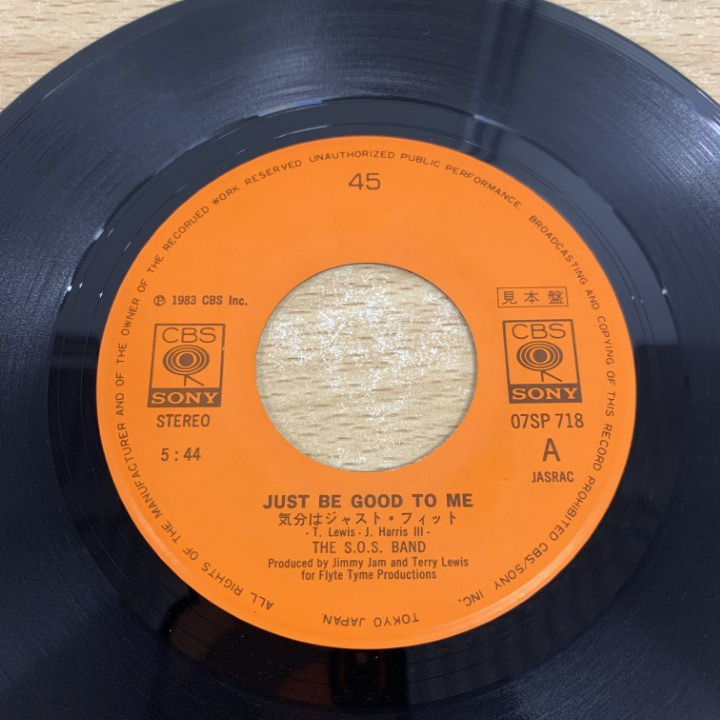 ALL RIGHTS OF THE MANUFACTURER AND OF THE OWNER OF THE RECORDED WORK RESERVED UNAUTHORIZED PUBLIC PERFORMANCE BROADCASTING AND COPYING OF THIS RECORD PROHIBITED CBS/SONY INC.
TOKYO JAPAN.
45
℗ 1983 CBS Inc.
見本盤
CBS
SONY
CBS
SONY
STEREO
07SP 718
5:44
A
JASRAC
JUST BE GOOD TO ME
気分はジャスト・フィット
- T. Lewis - J. Harris III -
THE S.O.S. BAND
Produced by Jimmy Jam and Terry Lewis
for Flyte Tyme Productions